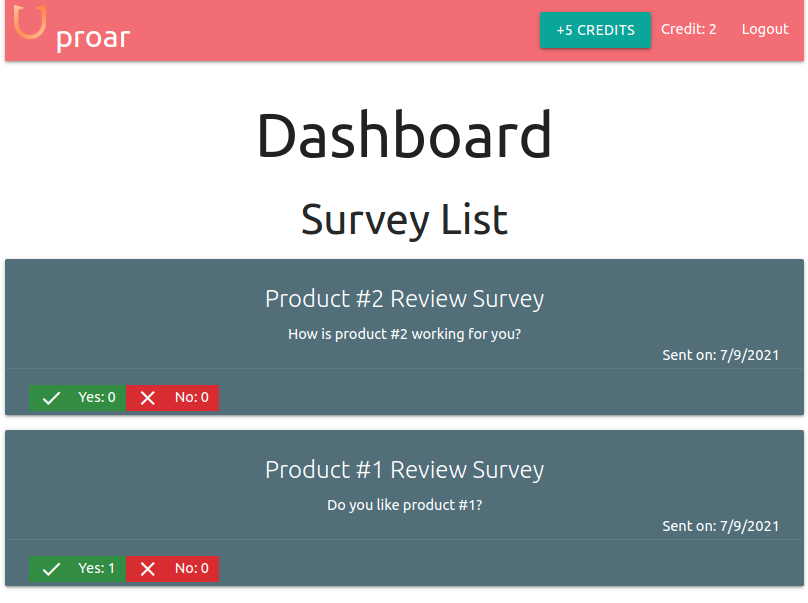 Uproar +5 CREDITS Credit: 2 Logout
Dashboard
Survey List
Product #2 Review Survey
How is product #2 working for you?
Sent on: 7/9/2021
Yes: 0 No: 0
Product #1 Review Survey
Do you like product #1?
Sent on: 7/9/2021
Yes: 1 No: 0